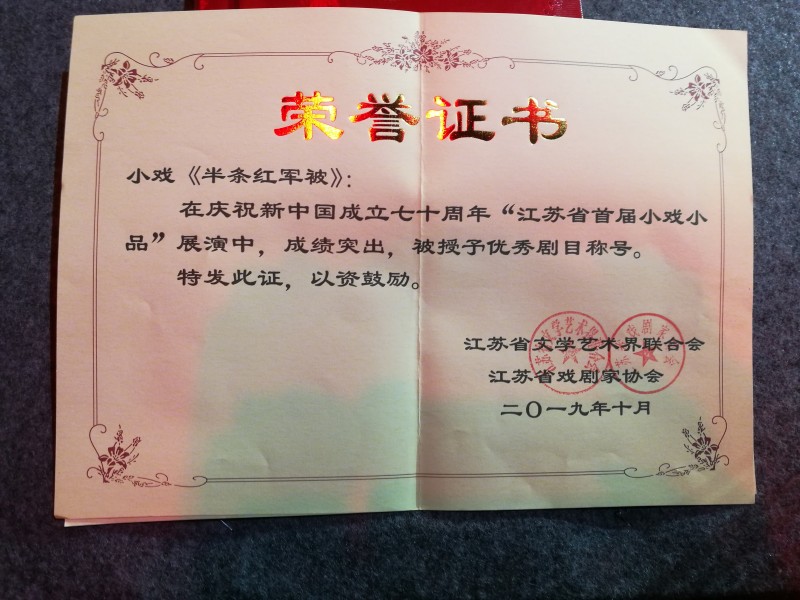 荣誉证书
小戏《半条红军被》：
在庆祝新中国成立七十周年“江苏省首届小戏小
品”展演中，成绩突出，被授予优秀剧目称号。
特发此证，以资鼓励。
江苏省文学艺术界联合会
江苏省戏剧家协会
二〇一九年十月